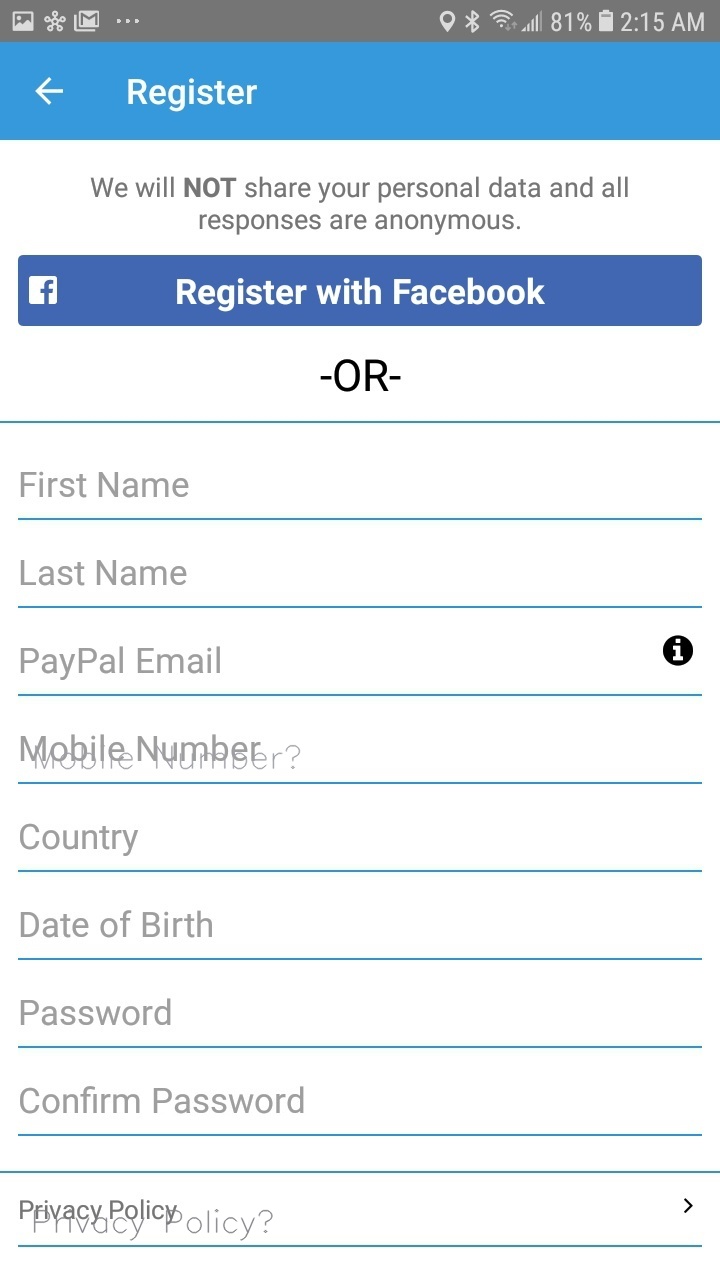 81% 2:15 AM
Register
We will NOT share your personal data and all
responses are anonymous.
Register with Facebook
-OR-
First Name
Last Name
PayPal Email
Mobile Number
Mobile Number?
Country
Date of Birth
Password
Confirm Password
Privacy Policy
Privacy Policy?